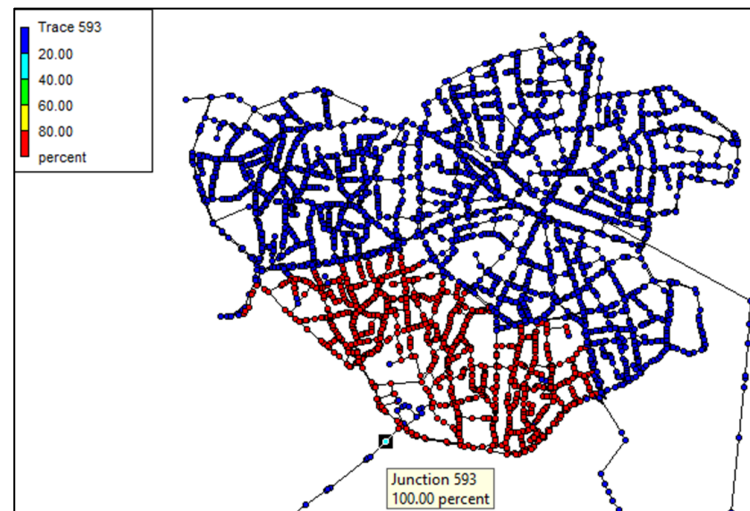 Trace 593
20.00
40.00
60.00
80.00
percent
Junction 593
100.00 percent